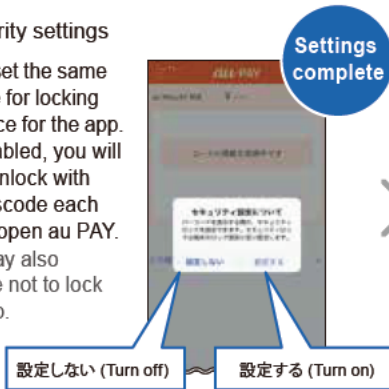 rity settings
set the same
e for locking
ce for the app.
abled, you will
nlock with
scode each
open au PAY.
ay also
e not to lock
o.
Settings
complete
au PAY
セキュリティ設定について
設定しない
設定する
設定しない (Turn off)
設定する (Turn on)